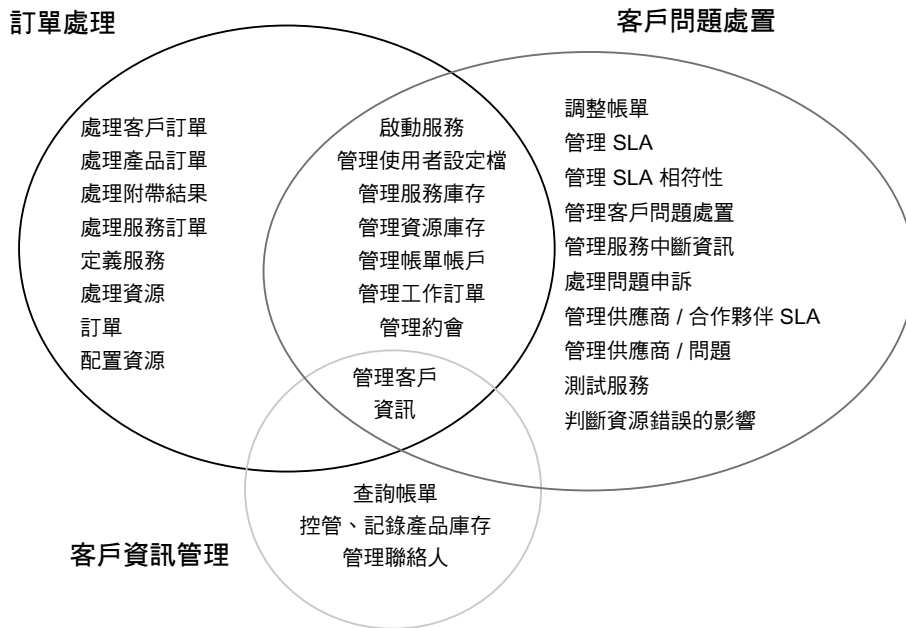 訂單處理
客戶問題處置
處理客戶訂單
處理產品訂單
處理附帶結果
處理服務訂單
定義服務
處理資源
訂單
配置資源
啟動服務
管理使用者設定檔
管理服務庫存
管理資源庫存
管理帳單帳戶
管理工作訂單
管理約會
管理客戶
資訊
調整帳單
管理 SLA
管理 SLA 相符性
管理客戶問題處置
管理服務中斷資訊
處理問題申訴
管理供應商 / 合作夥伴 SLA
管理供應商 / 問題
測試服務
判斷資源錯誤的影響
客戶資訊管理
查詢帳單
控管、記錄產品庫存
管理聯絡人